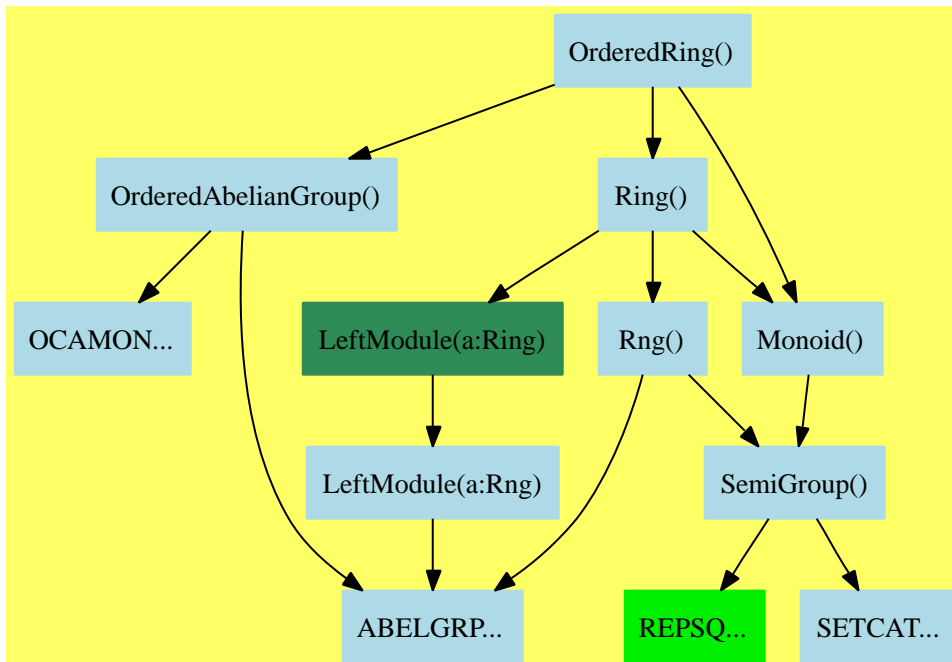 OrderedRing()
OrderedAbelianGroup()
Ring()
OCAMON...
LeftModule(a:Ring)
Rng()
Monoid()
LeftModule(a:Rng)
SemiGroup()
ABELGRP...
REPSQ...
SETCAT...